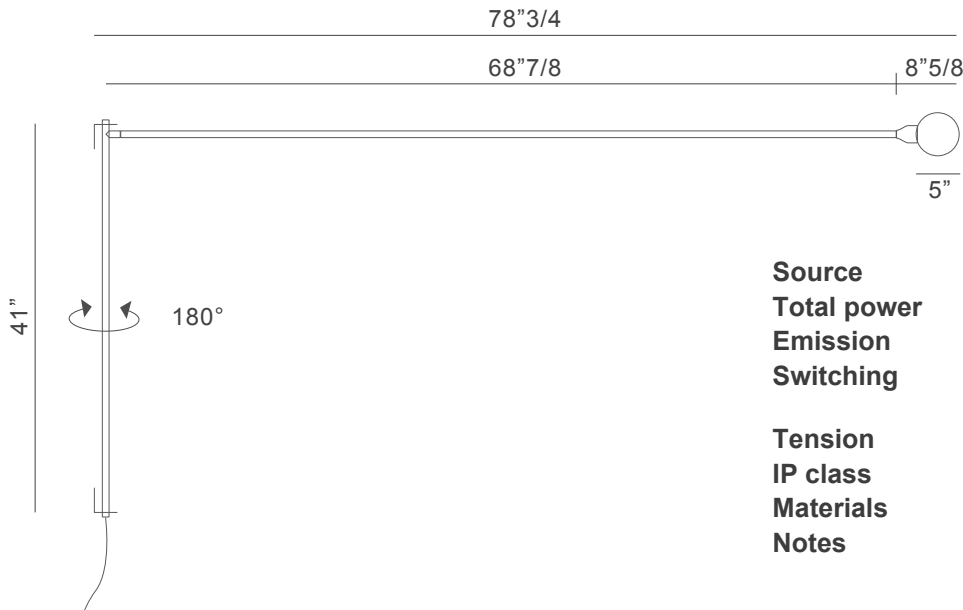 78”3/4
68”7/8
8”5/8
5”
41”
180°
Source
Total power
Emission
Switching
Tension
IP class
Materials
Notes